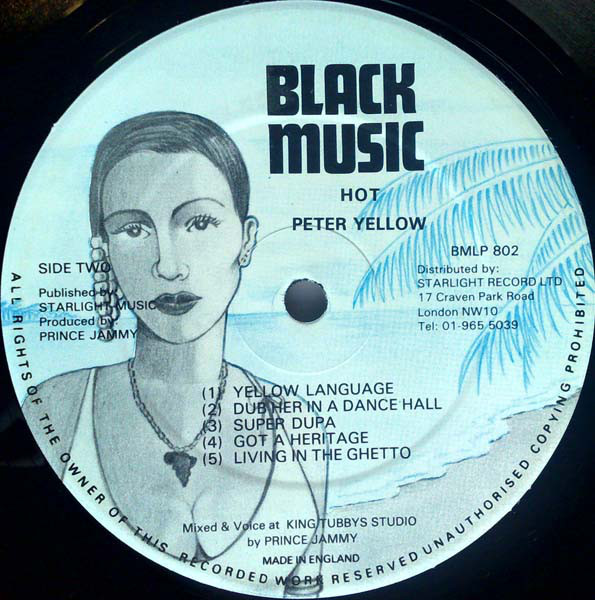 BLACK
MUSIC
HOT
PETER YELLOW
BMLP 802
SIDE TWO
Published by:
STARLIGHT MUSIC
Produced by:
PRINCE JAMMY
Distributed by:
STARLIGHT RECORD LTD
17 Craven Park Road
London NW10
Tel: 01-965 5039
(1) YELLOW LANGUAGE
(2) DUB HER IN A DANCE HALL
(3) SUPER DUPA
(4) GOT A HERITAGE
(5) LIVING IN THE GHETTO
Mixed & Voice at KING TUBBYS STUDIO
by PRINCE JAMMY
MADE IN ENGLAND
ALL RIGHTS OF THE OWNER OF THIS RECORDED WORK RESERVED UNAUTHORISED COPYING PROHIBITED